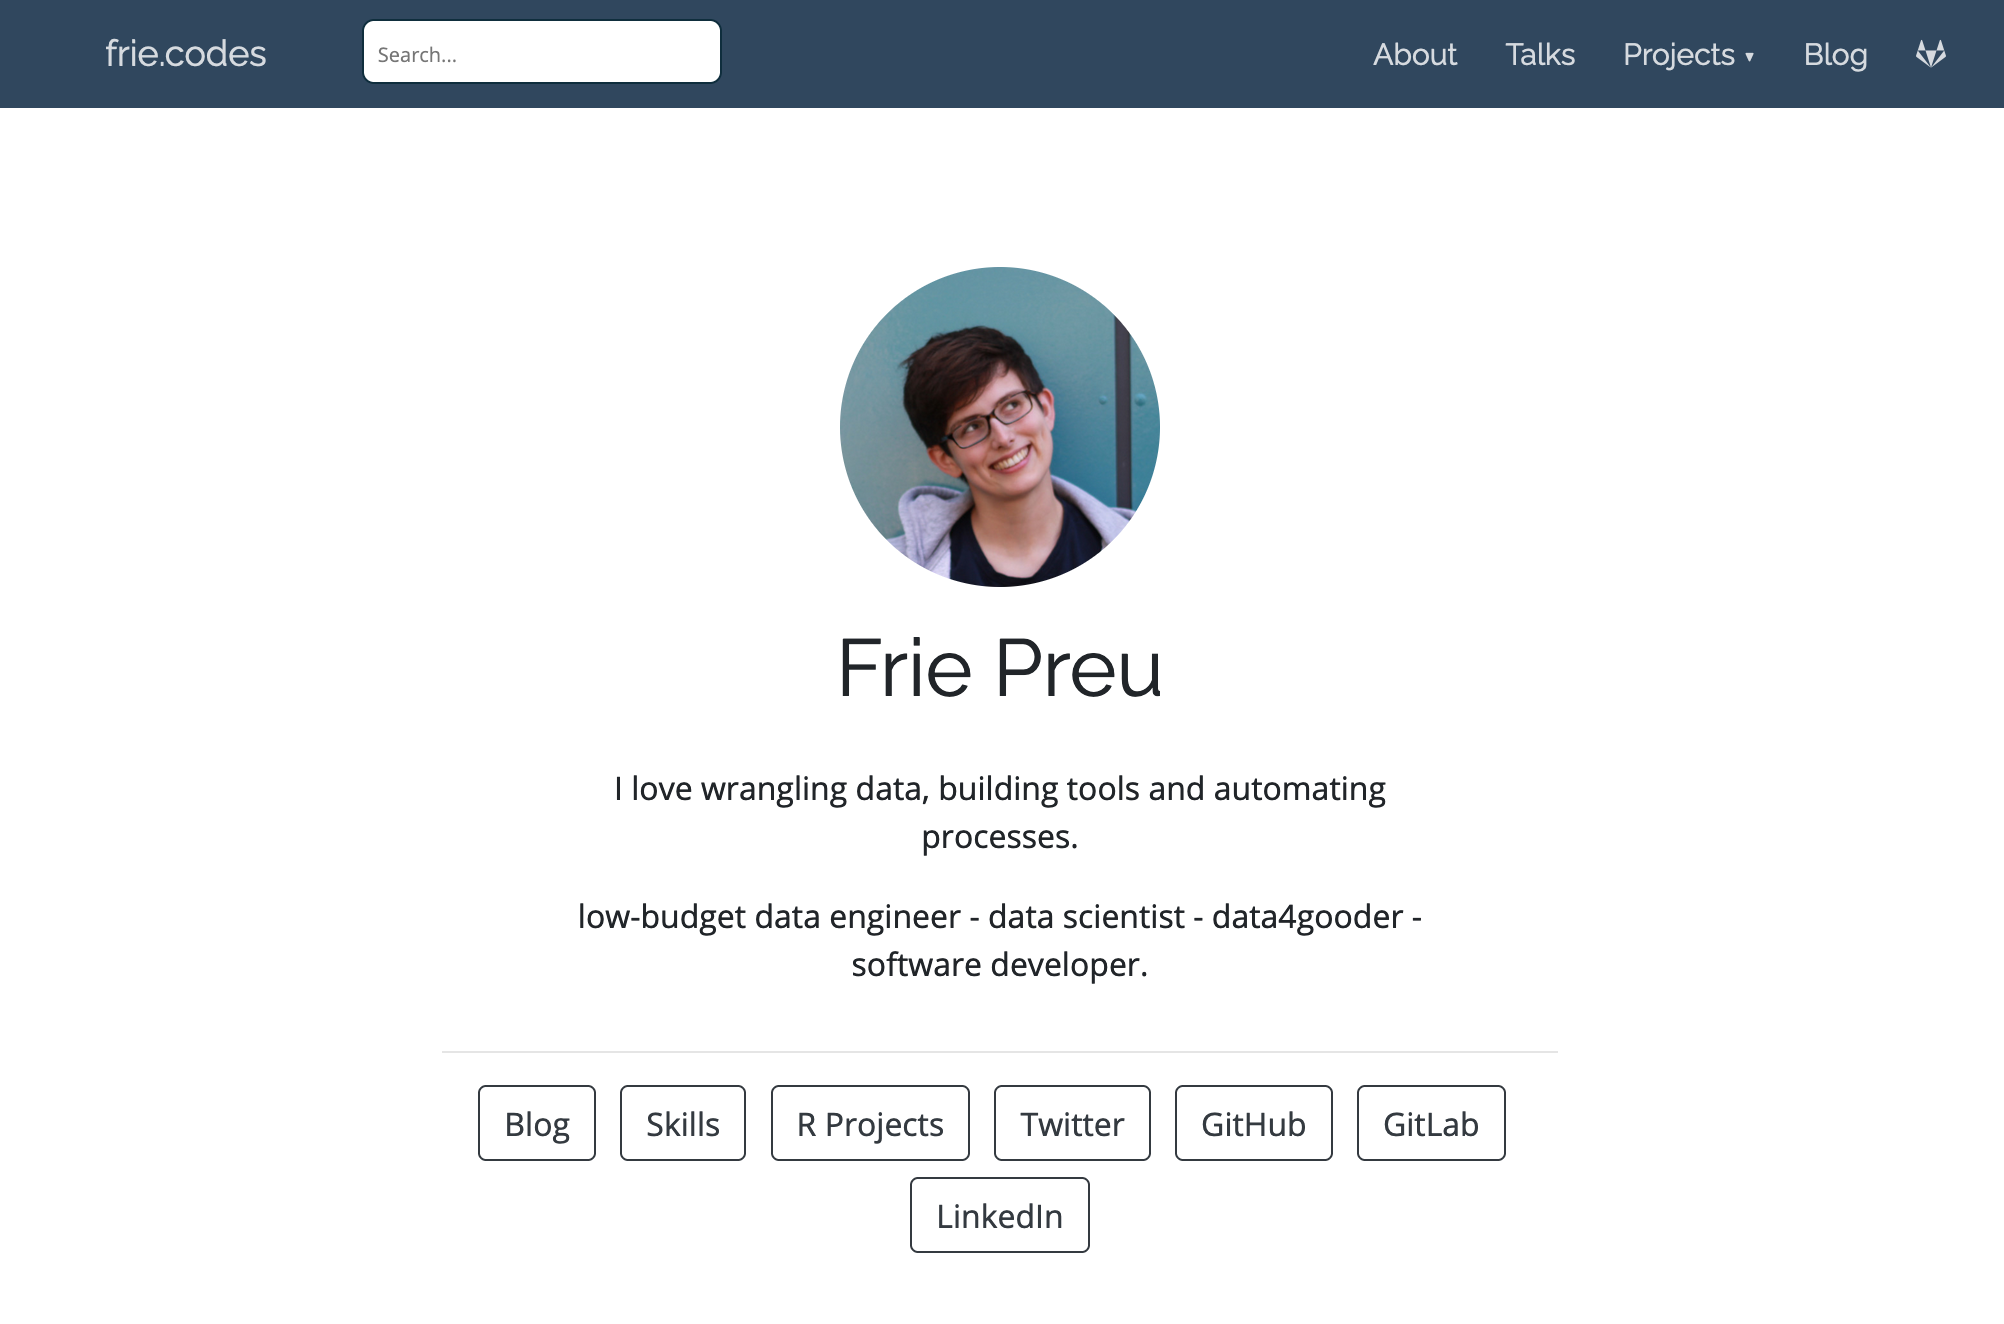 frie.codes
Search...
About
Talks
Projects ▾
Blog
Frie Preu
I love wrangling data, building tools and automating
processes.
low-budget data engineer - data scientist - data4gooder -
software developer.
Blog
Skills
R Projects
Twitter
GitHub
GitLab
LinkedIn